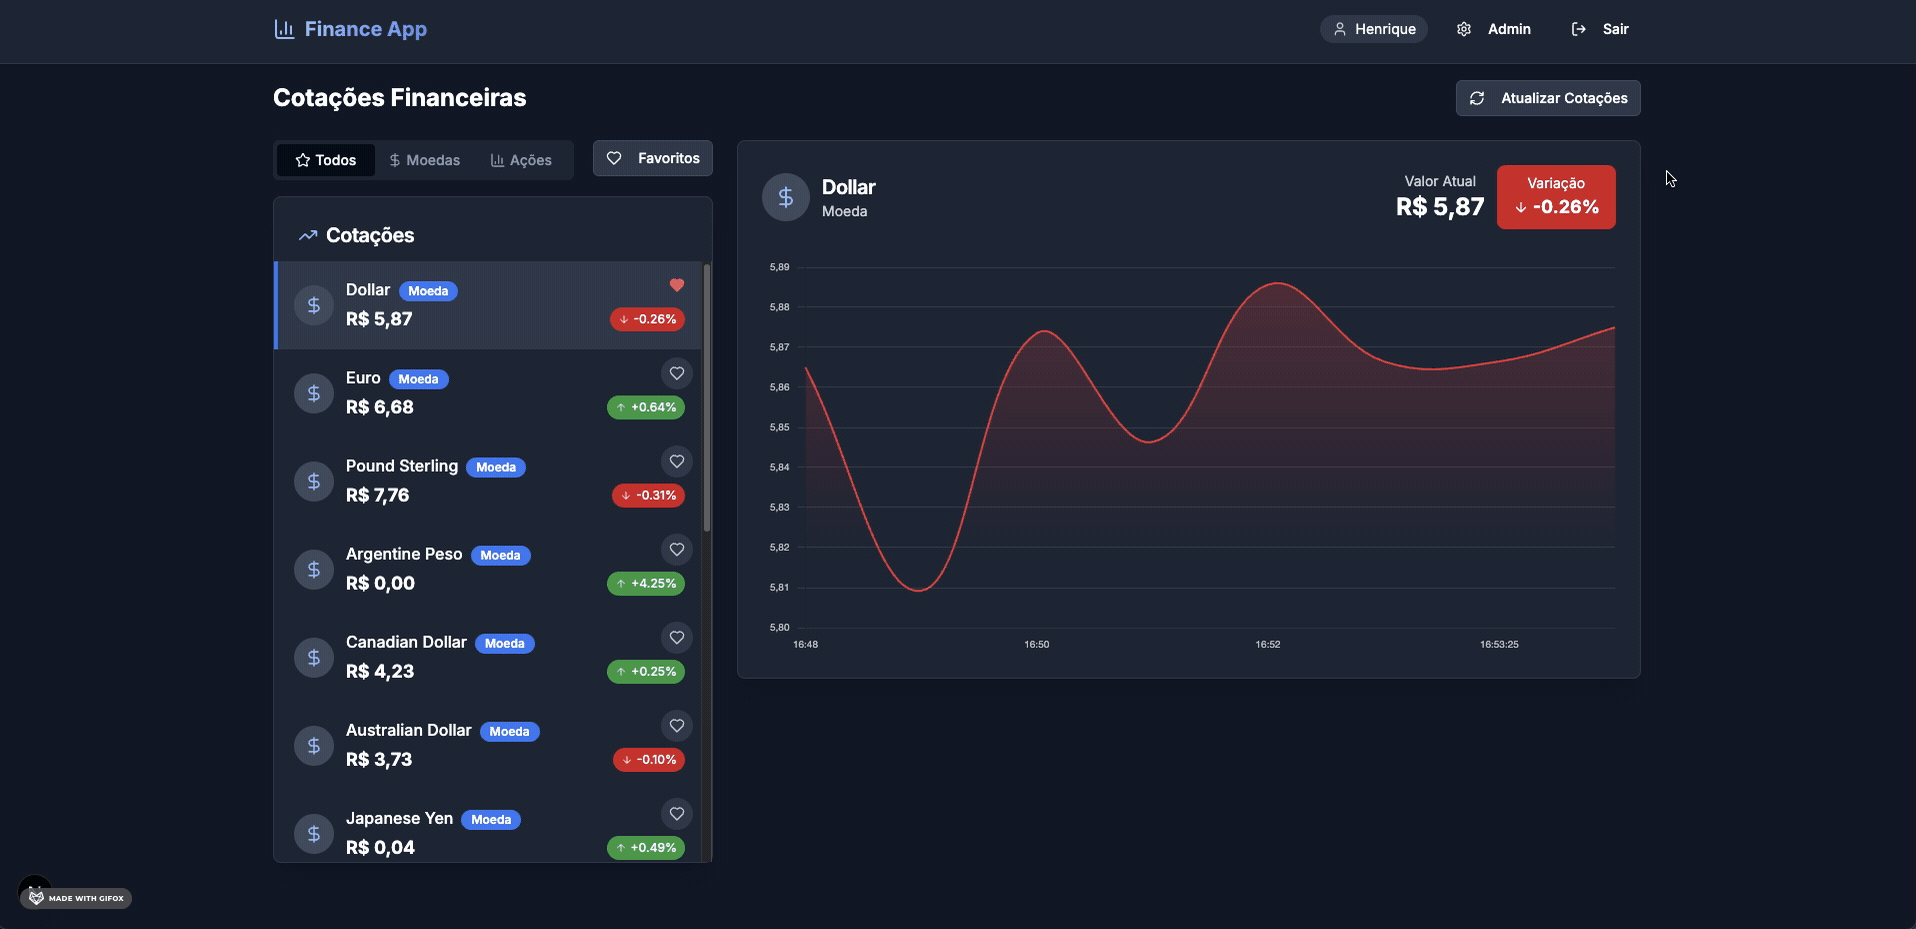 Finance App
Henrique
Admin
Sair
Cotações Financeiras
Atualizar Cotações
Todos
Moedas
Ações
Favoritos
Cotações
Dollar Moeda
R$ 5,87
-0.26%
Euro Moeda
R$ 6,68
+0.64%
Pound Sterling Moeda
R$ 7,76
-0.31%
Argentine Peso Moeda
R$ 0,00
+4.25%
Canadian Dollar Moeda
R$ 4,23
+0.25%
Australian Dollar Moeda
R$ 3,73
-0.10%
Japanese Yen Moeda
R$ 0,04
+0.49%
Dollar
Moeda
Valor Atual
R$ 5,87
Variação
-0.26%
5,89
5,88
5,87
5,86
5,85
5,84
5,83
5,82
5,81
5,80
16:48
16:50
16:52
16:53:25
MADE WITH GIFOX